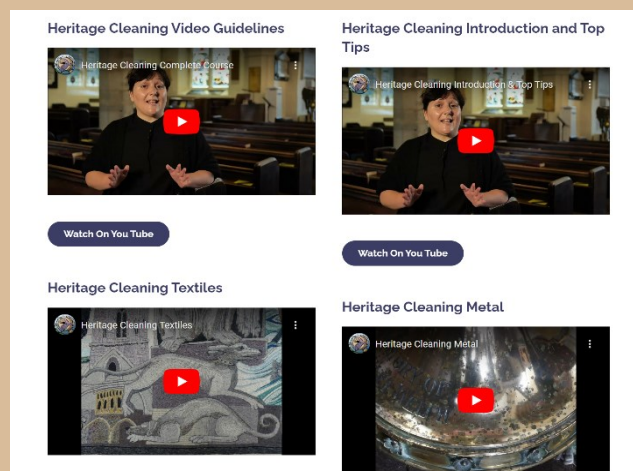 Heritage Cleaning Video Guidelines
Heritage Cleaning Complete Course
Watch On You Tube
Heritage Cleaning Introduction and Top
Tips
Heritage Cleaning Introduction & Top Tips
Watch On You Tube
Heritage Cleaning Textiles
Heritage Cleaning Textiles
Heritage Cleaning Metal
Heritage Cleaning Metal